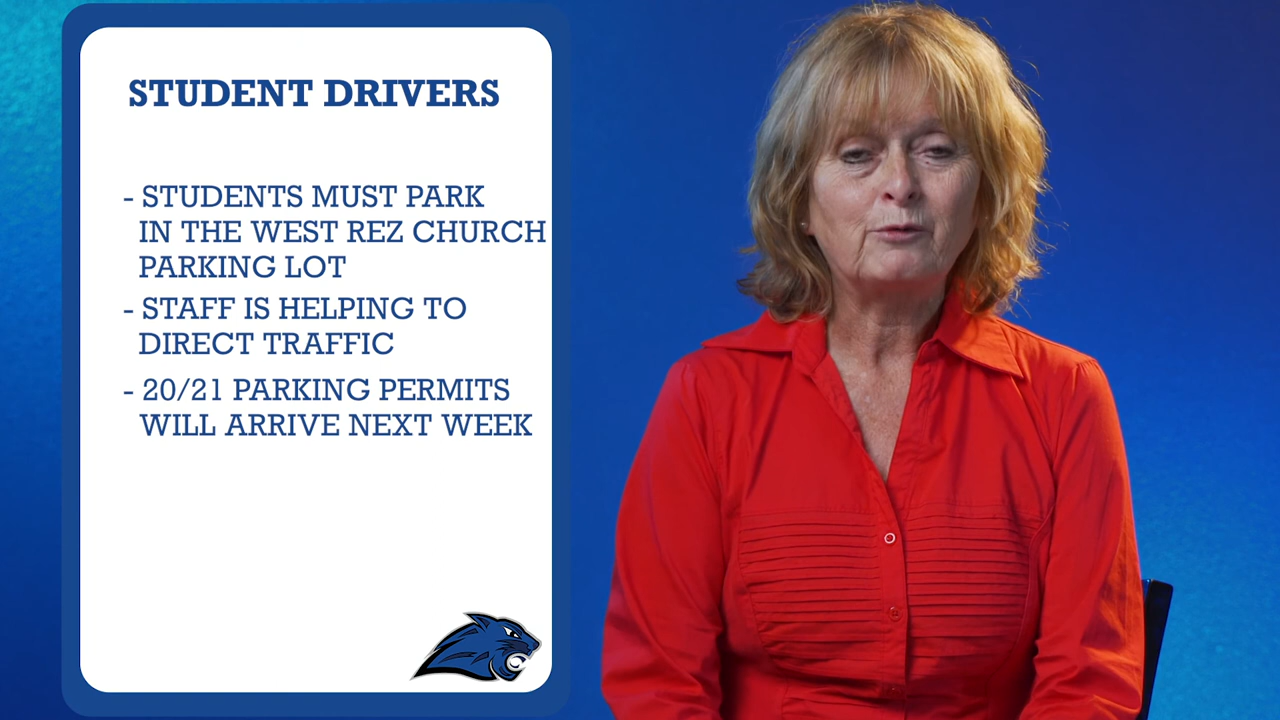 STUDENT DRIVERS
- STUDENTS MUST PARK
IN THE WEST REZ CHURCH
PARKING LOT
- STAFF IS HELPING TO
DIRECT TRAFFIC
- 20/21 PARKING PERMITS
WILL ARRIVE NEXT WEEK